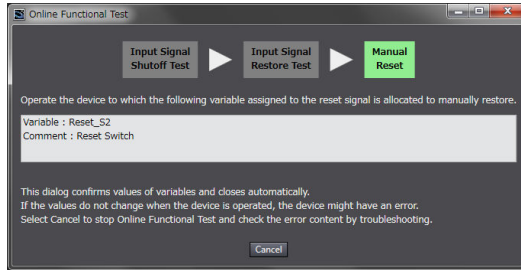 Online Functional Test
Input Signal
Shutoff Test
Input Signal
Restore Test
Manual
Reset
Operate the device to which the following variable assigned to the reset signal is allocated to manually restore.
Variable : Reset_S2
Comment : Reset Switch
This dialog confirms values of variables and closes automatically.
If the values do not change when the device is operated, the device might have an error.
Select Cancel to stop Online Functional Test and check the error content by troubleshooting.
Cancel